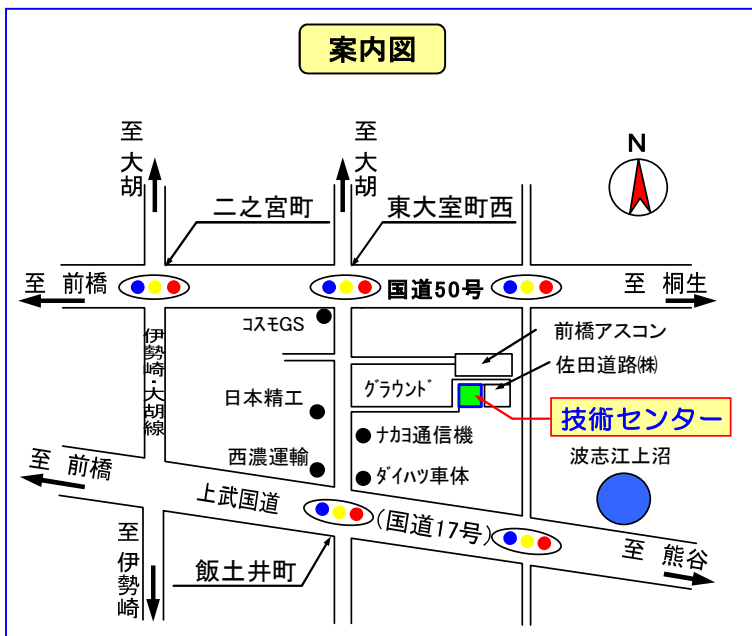 案内図
N
至 大胡
至 大胡
二之宮町
東大室町西
至 前橋
国道50号
至 桐生
コスモGS
前橋アスコン
佐田道路㈱
伊勢崎・大胡線
グラウンド
日本精工
技術センター
ナカヨ通信機
波志江上沼
西濃運輸
ダイハツ車体
至 前橋
上武国道
(国道17号)
至 熊谷
至 伊勢崎
飯土井町